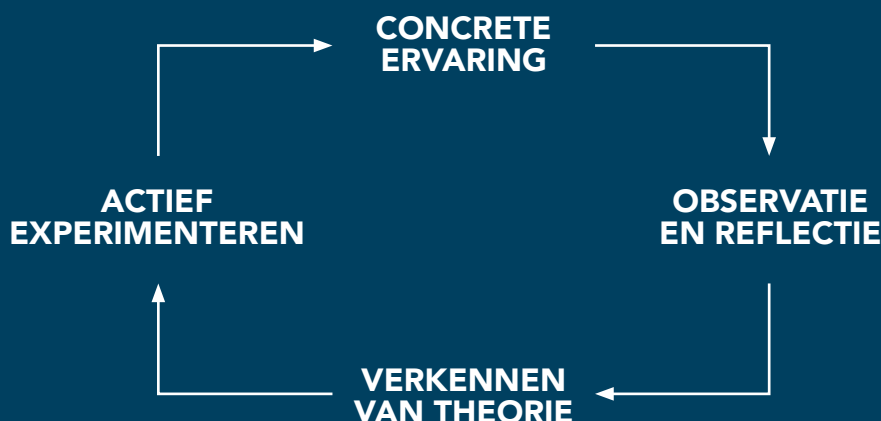 CONCRETE
ERVARING
ACTIEF
EXPERIMENTEREN
OBSERVATIE
EN REFLECTIE
VERKENNEN
VAN THEORIE